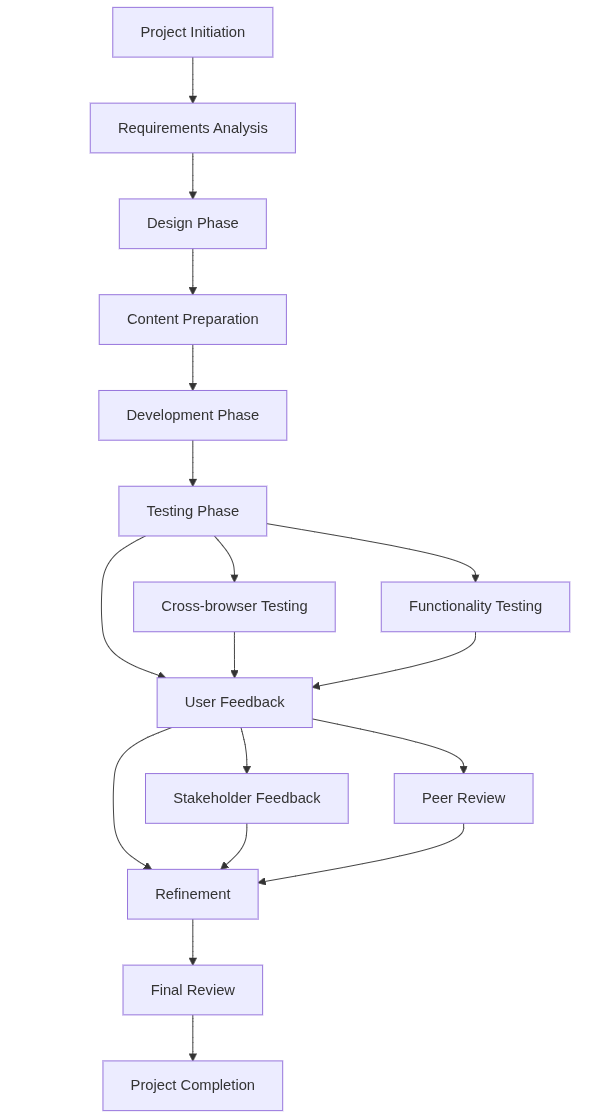 Project Initiation
Requirements Analysis
Design Phase
Content Preparation
Development Phase
Testing Phase
Cross-browser Testing
Functionality Testing
User Feedback
Stakeholder Feedback
Peer Review
Refinement
Final Review
Project Completion